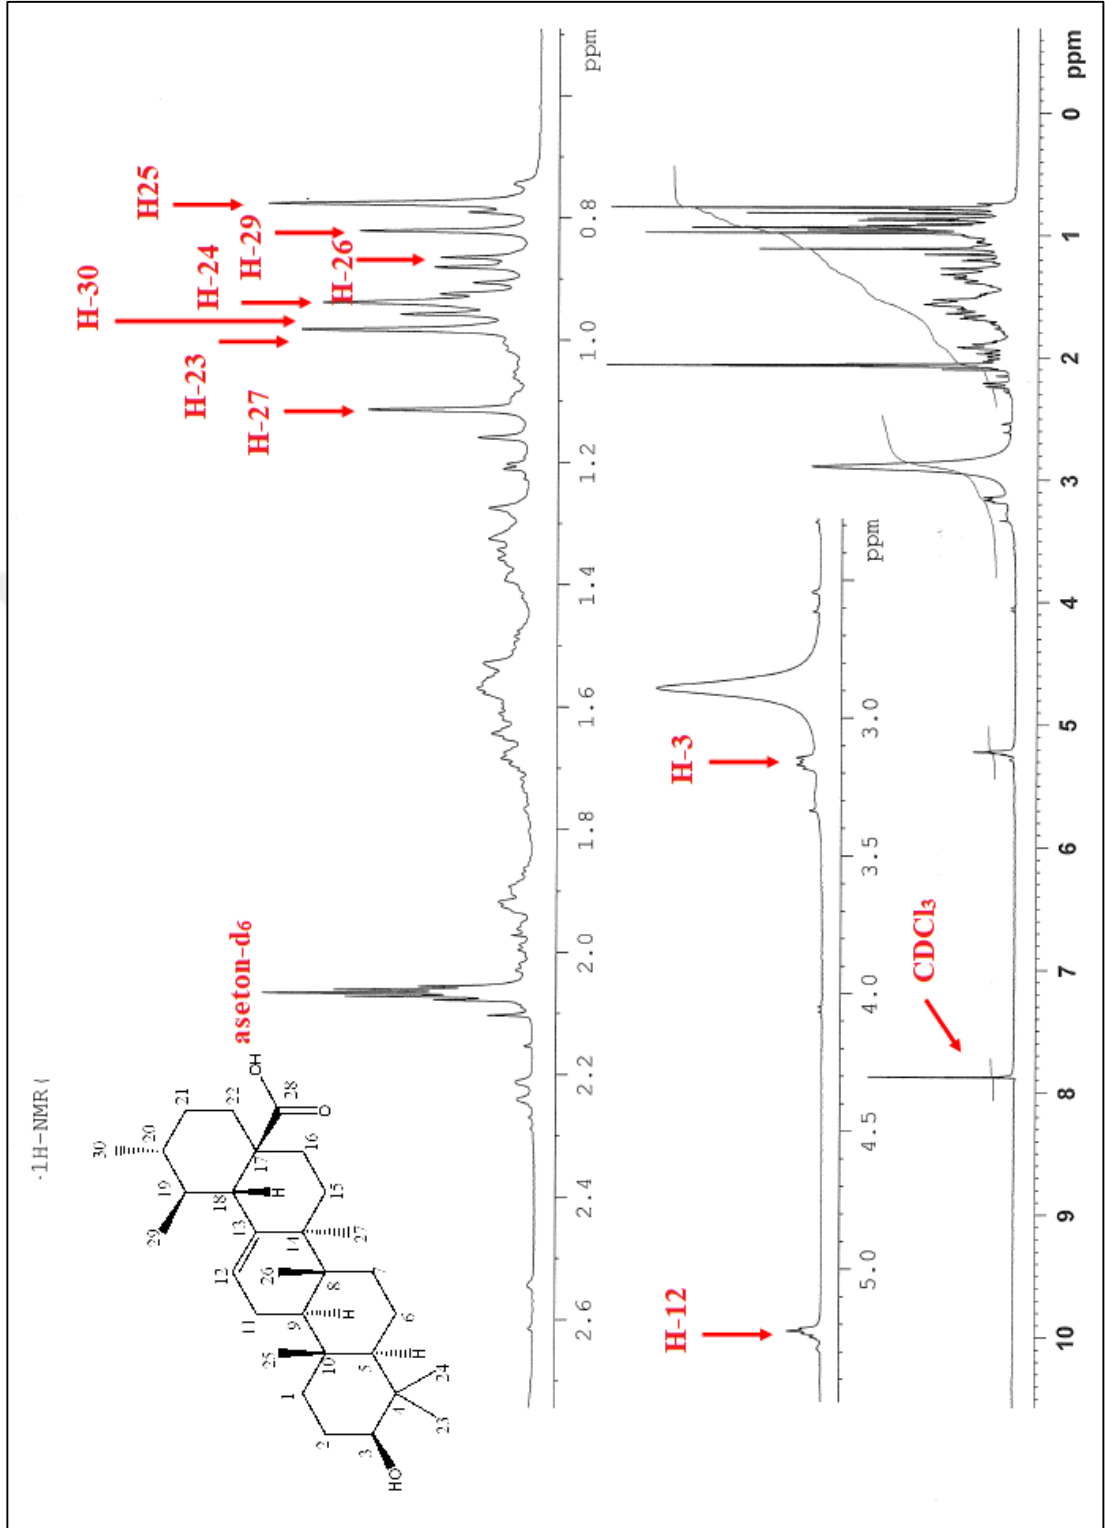 -1H-NMR(
30
29
19
20
21
22
18
17
28
OH
O
H
16
15
13
14
27
12
26
8
7
11
9
H
6
25
10
5
H
1
2
3
4
24
23
HO
aseton-d6
H-27
H-23
H-30
H-24
H-29
H-26
H25
2.6
2.4
2.2
2.0
1.8
1.6
1.4
1.2
1.0
0.8
ppm
H-12
H-3
5.0
4.5
4.0
3.5
3.0
ppm
CDCl3
10
9
8
7
6
5
4
3
2
1
0
ppm